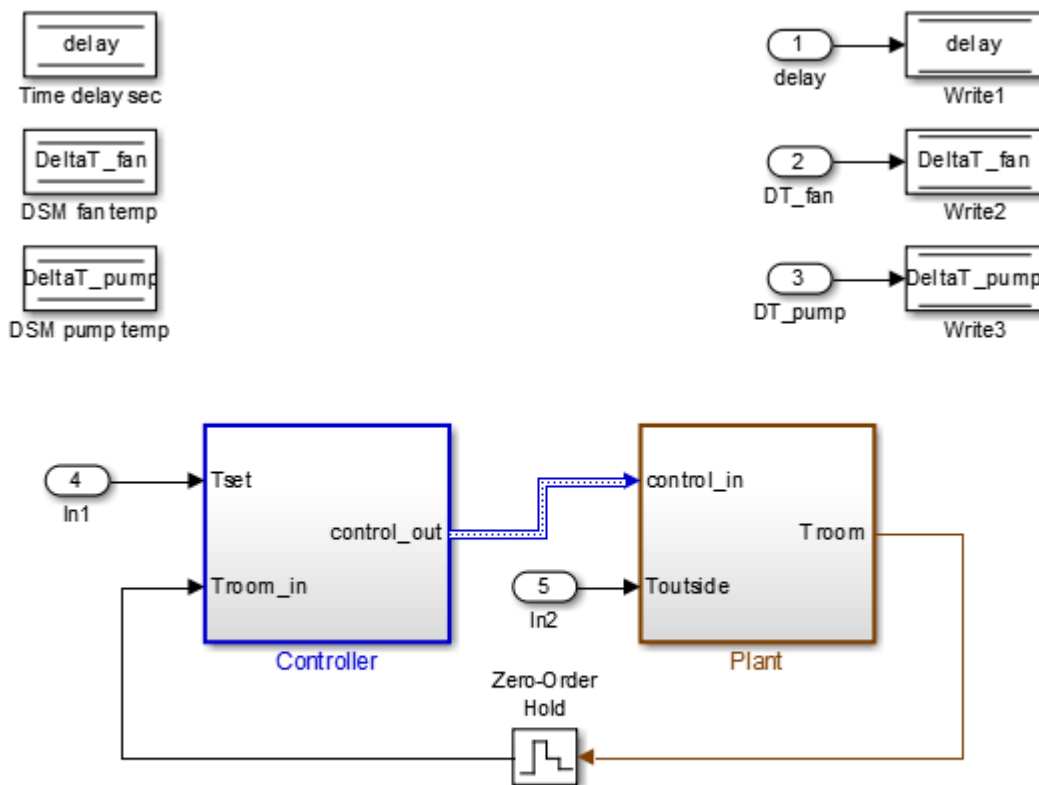 delay
Time delay sec
DeltaT_fan
DSM fan temp
DeltaT_pump
DSM pump temp
1
delay
delay
Write1
2
DT_fan
DeltaT_fan
Write2
3
DT_pump
DeltaT_pump
Write3
4
In1
Tset
Troom_in
control_out
Controller
5
In2
control_in
Toutside
Troom
Plant
Zero-Order
Hold